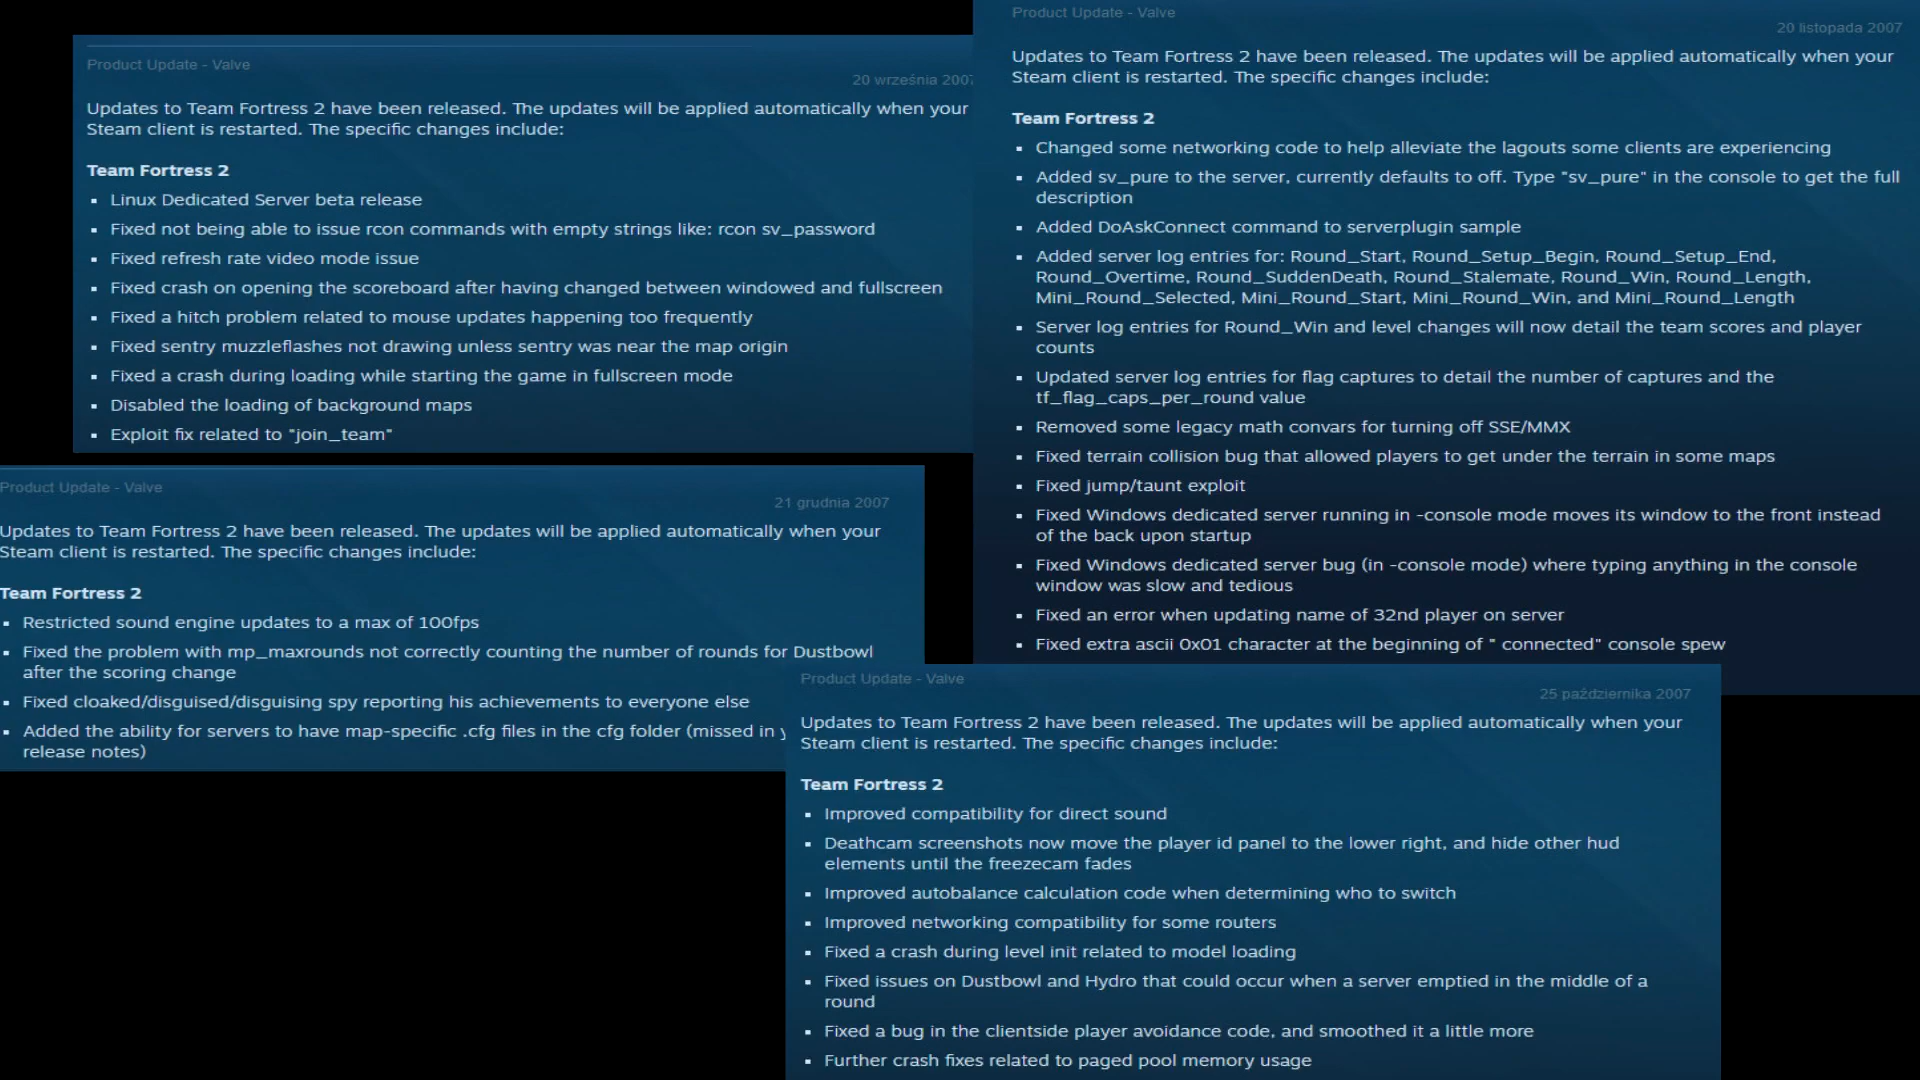 Product Update - Valve
20 września 2007
Updates to Team Fortress 2 have been released. The updates will be applied automatically when your
Steam client is restarted. The specific changes include:
Team Fortress 2
Linux Dedicated Server beta release
Fixed not being able to issue rcon commands with empty strings like: rcon sv_password
Fixed refresh rate video mode issue
Fixed crash on opening the scoreboard after having changed between windowed and fullscreen
Fixed a hitch problem related to mouse updates happening too frequently
Fixed sentry muzzleflashes not drawing unless sentry was near the map origin
Fixed a crash during loading while starting the game in fullscreen mode
Disabled the loading of background maps
Exploit fix related to "join_team"
Product Update - Valve
20 listopada 2007
Updates to Team Fortress 2 have been released. The updates will be applied automatically when your
Steam client is restarted. The specific changes include:
Team Fortress 2
Changed some networking code to help alleviate the lagouts some clients are experiencing
Added sv_pure to the server, currently defaults to off. Type "sv_pure" in the console to get the full
description
Added DoAskConnect command to serverplugin sample
Added server log entries for: Round_Start, Round_Setup_Begin, Round_Setup_End,
Round_Overtime, Round_SuddenDeath, Round_Stalemate, Round_Win, Round_Length,
Mini_Round_Selected, Mini_Round_Start, Mini_Round_Win, and Mini_Round_Length
Server log entries for Round_Win and level changes will now detail the team scores and player
counts
Updated server log entries for flag captures to detail the number of captures and the
tf_flag_caps_per_round value
Removed some legacy math convars for turning off SSE/MMX
Fixed terrain collision bug that allowed players to get under the terrain in some maps
Fixed jump/taunt exploit
Fixed Windows dedicated server running in -console mode moves its window to the front instead
of the back upon startup
Fixed Windows dedicated server bug (in -console mode) where typing anything in the console
window was slow and tedious
Fixed an error when updating name of 32nd player on server
Fixed extra ascii 0x01 character at the beginning of " connected" console spew
Product Update - Valve
21 grudnia 2007
Updates to Team Fortress 2 have been released. The updates will be applied automatically when your
Steam client is restarted. The specific changes include:
Team Fortress 2
Restricted sound engine updates to a max of 100fps
Fixed the problem with mp_maxrounds not correctly counting the number of rounds for Dustbowl
after the scoring change
Fixed cloaked/disguised/disguising spy reporting his achievements to everyone else
Added the ability for servers to have map-specific .cfg files in the cfg folder (missed in
release notes)
Product Update - Valve
25 października 2007
Updates to Team Fortress 2 have been released. The updates will be applied automatically when your
Steam client is restarted. The specific changes include:
Team Fortress 2
Improved compatibility for direct sound
Deathcam screenshots now move the player id panel to the lower right, and hide other hud
elements until the freezecam fades
Improved autobalance calculation code when determining who to switch
Improved networking compatibility for some routers
Fixed a crash during level init related to model loading
Fixed issues on Dustbowl and Hydro that could occur when a server emptied in the middle of a
round
Fixed a bug in the clientside player avoidance code, and smoothed it a little more
Further crash fixes related to paged pool memory usage